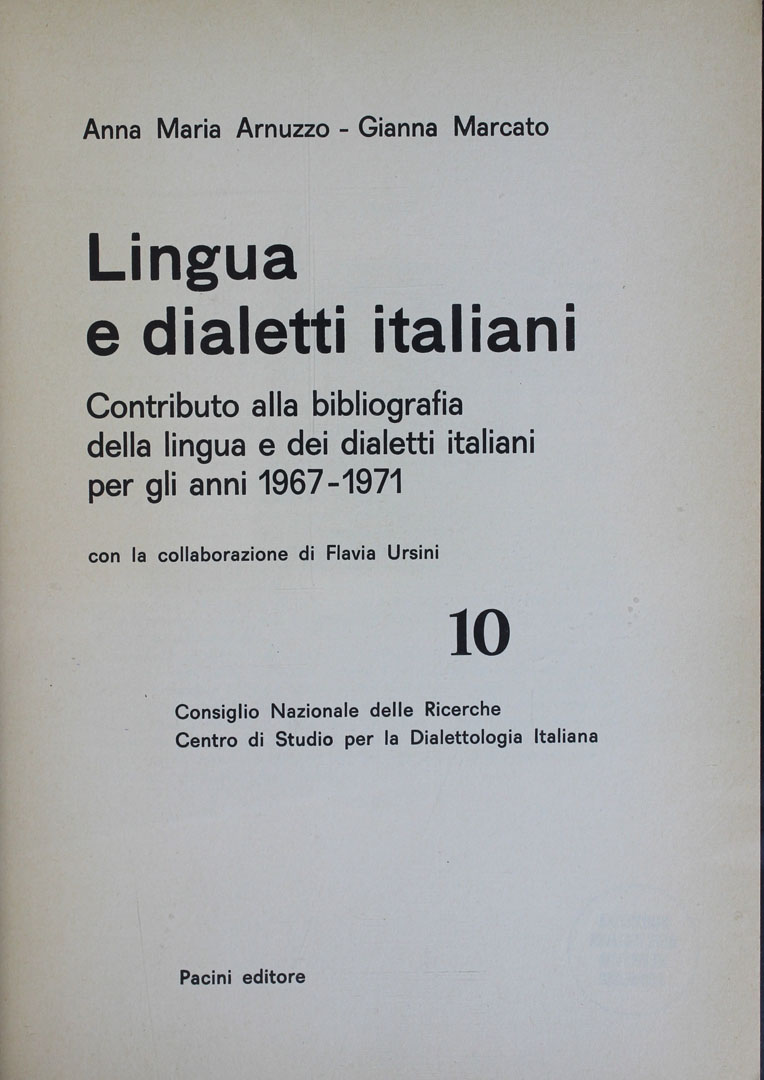 Anna Maria Arnuzzo - Gianna Marcato
Lingua
e dialetti italiani
Contributo alla bibliografia
della lingua e dei dialetti italiani
per gli anni 1967-1971
con la collaborazione di Flavia Ursini
10
Consiglio Nazionale delle Ricerche
Centro di Studio per la Dialettologia Italiana
Pacini editore